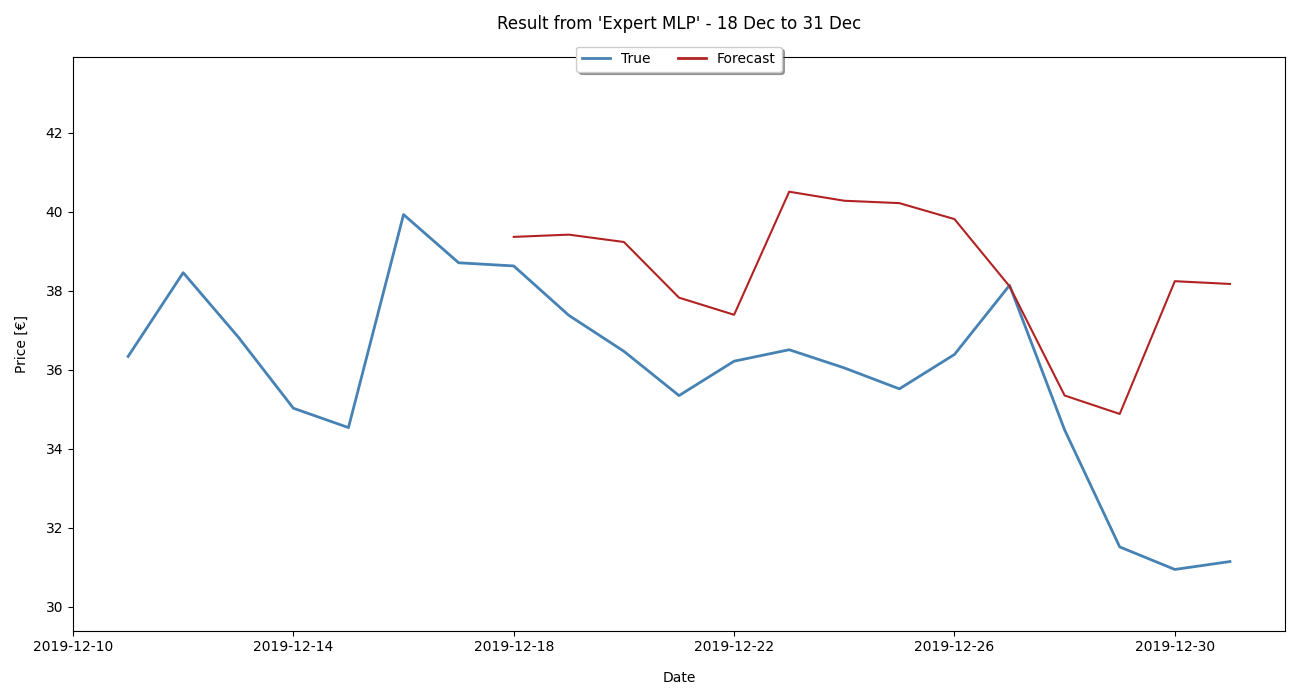 Result from 'Expert MLP' - 18 Dec to 31 Dec
True Forecast
42
40
38
36
34
32
30
Price [€]
2019-12-10 2019-12-14 2019-12-18 2019-12-22 2019-12-26 2019-12-30
Date